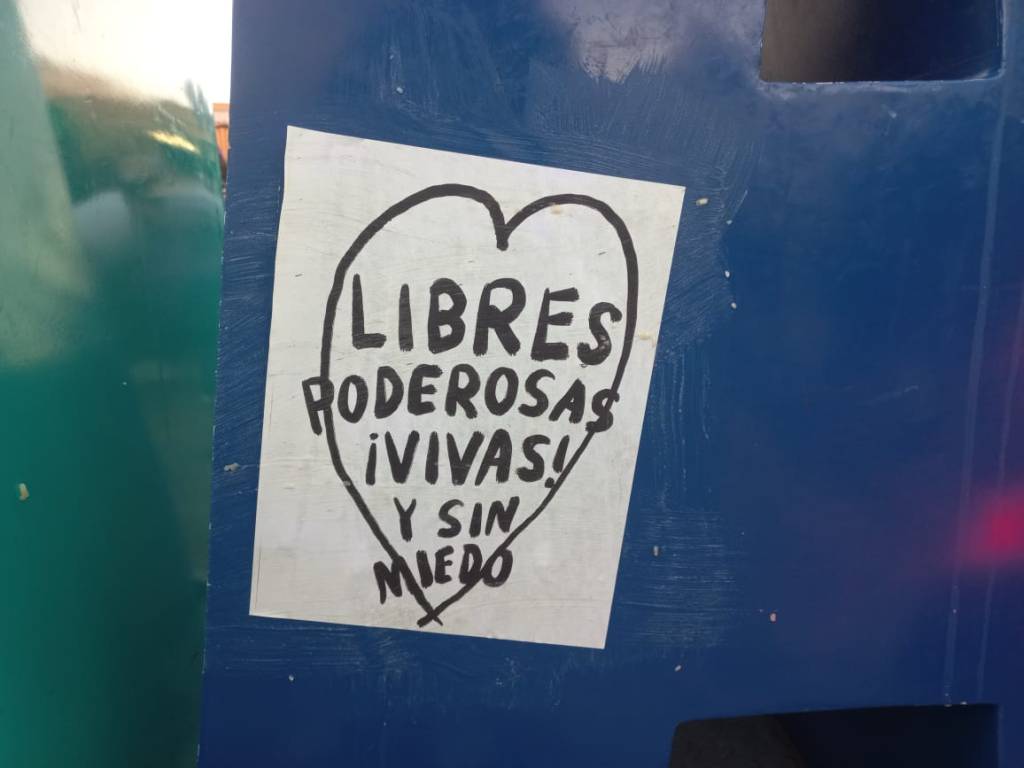 LIBRES
PODEROSAS
¡VIVAS!
Y SIN
MIEDO